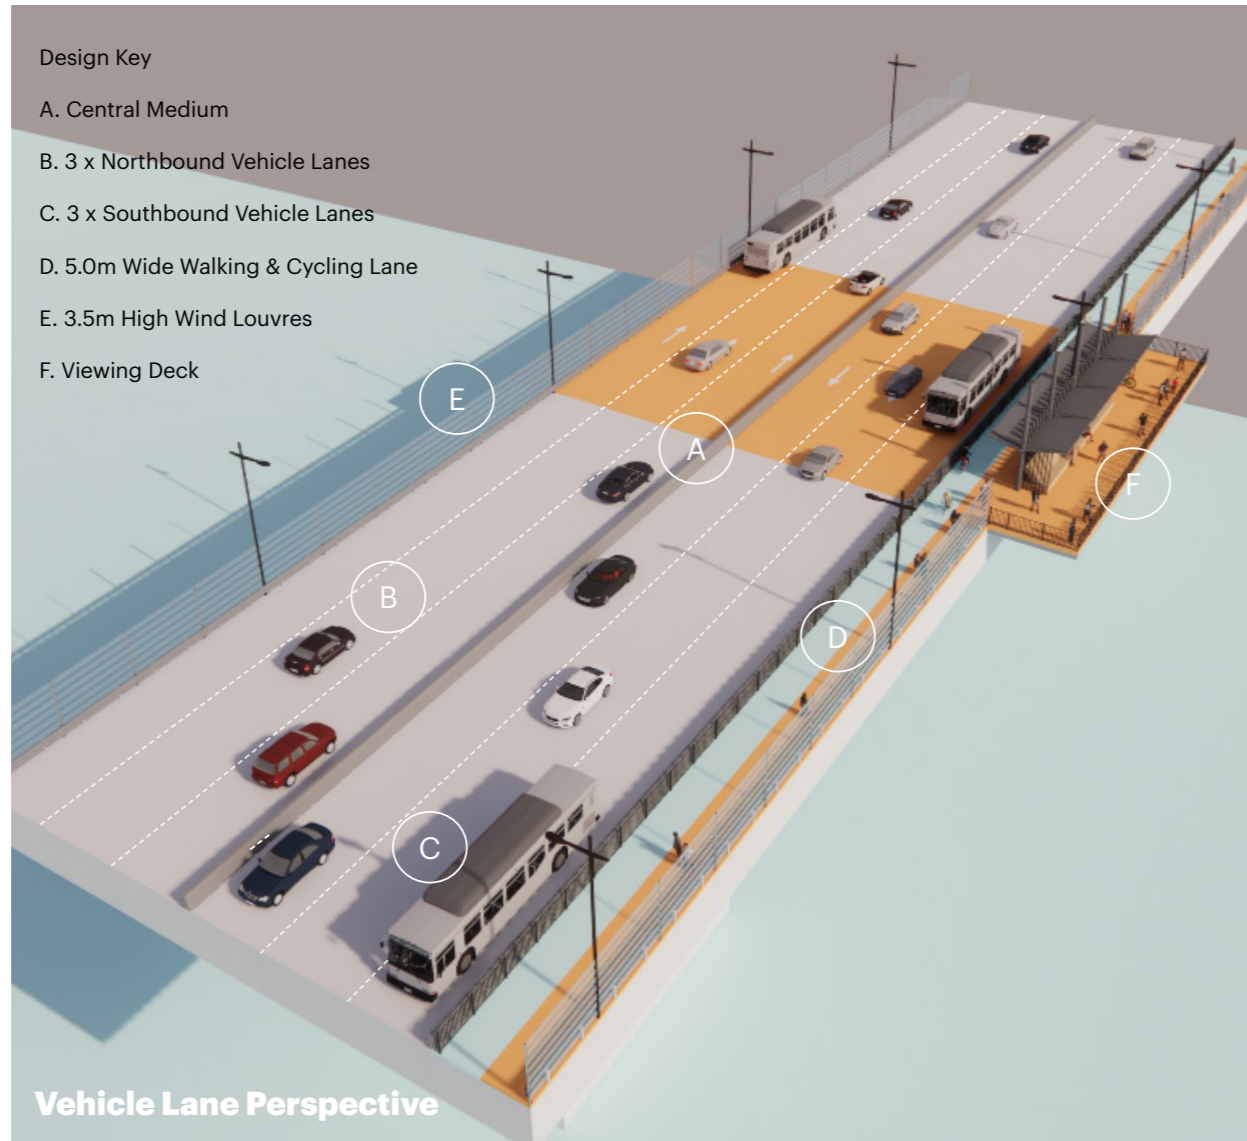 Design Key
A. Central Medium
B. 3 x Northbound Vehicle Lanes
C. 3 x Southbound Vehicle Lanes
D. 5.0m Wide Walking & Cycling Lane
E. 3.5m High Wind Louvres
F. Viewing Deck
E
A
F
B
D
C
Vehicle Lane Perspective